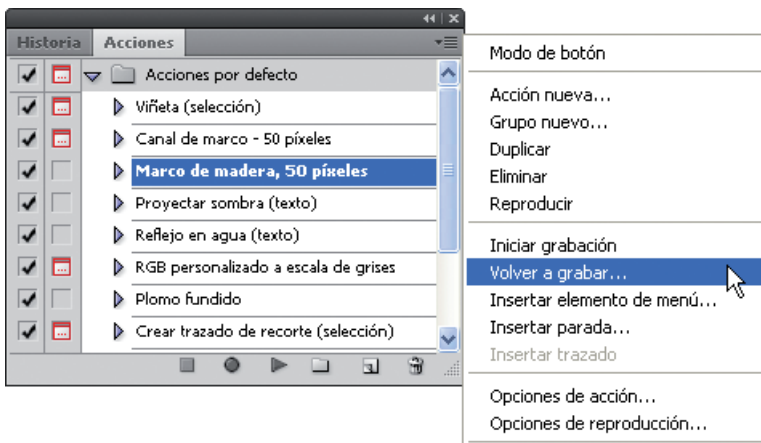 Historia Acciones
Acciones por defecto
Viñeta (selección)
Canal de marco - 50 píxeles
Marco de madera, 50 píxeles
Proyectar sombra (texto)
Reflejo en agua (texto)
RGB personalizado a escala de grises
Plomo fundido
Crear trazado de recorte (selección)
Modo de botón
Acción nueva...
Grupo nuevo...
Duplicar
Eliminar
Reproducir
Iniciar grabación
Volver a grabar...
Insertar elemento de menú...
Insertar parada...
Insertar trazado
Opciones de acción...
Opciones de reproducción...